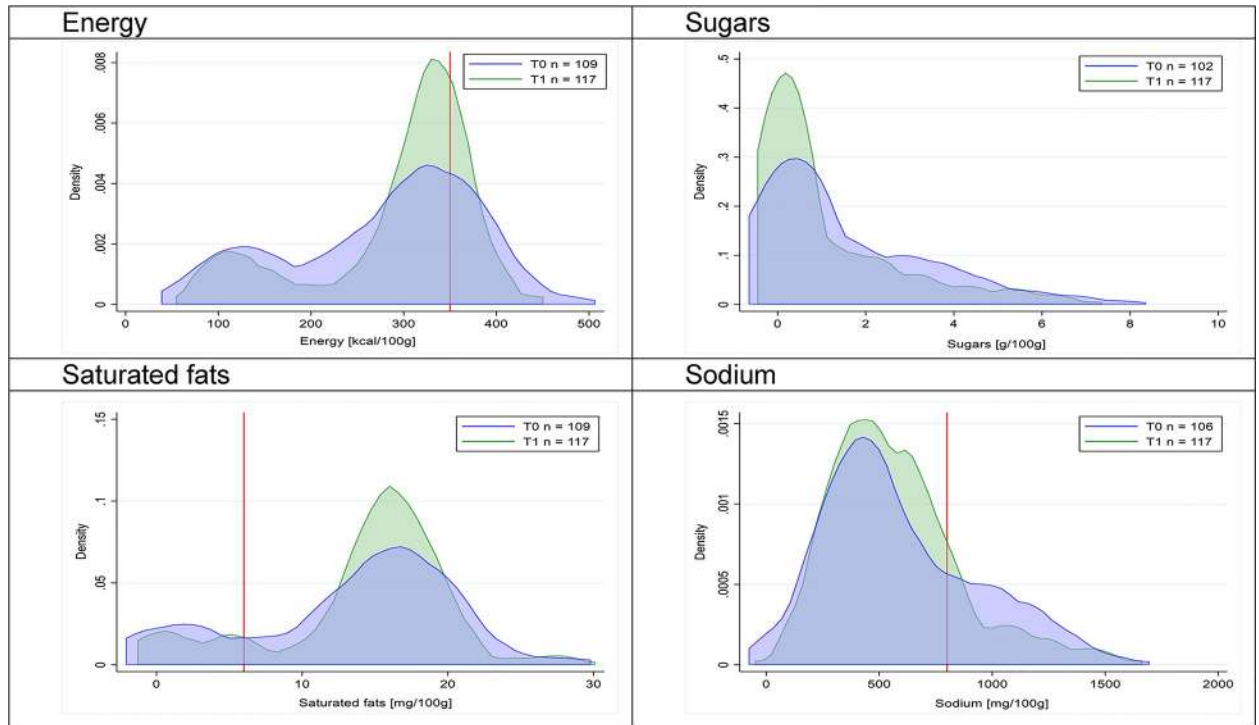 Energy
Sugars
.008
.006
.004
.002
0
Density
T0 n = 109
T1 n = 117
0 100 200 300 400 500
Energy [kcal/100g]
.5
.4
.3
.2
.1
0
Density
T0 n = 102
T1 n = 117
0 2 4 6 8 10
Sugars [g/100g]
Saturated fats
Sodium
.15
.1
.05
0
Density
T0 n = 109
T1 n = 117
0 10 20 30
Saturated fats [mg/100g]
.0015
.001
.0005
0
Density
T0 n = 106
T1 n = 117
0 500 1000 1500 2000
Sodium [mg/100g]